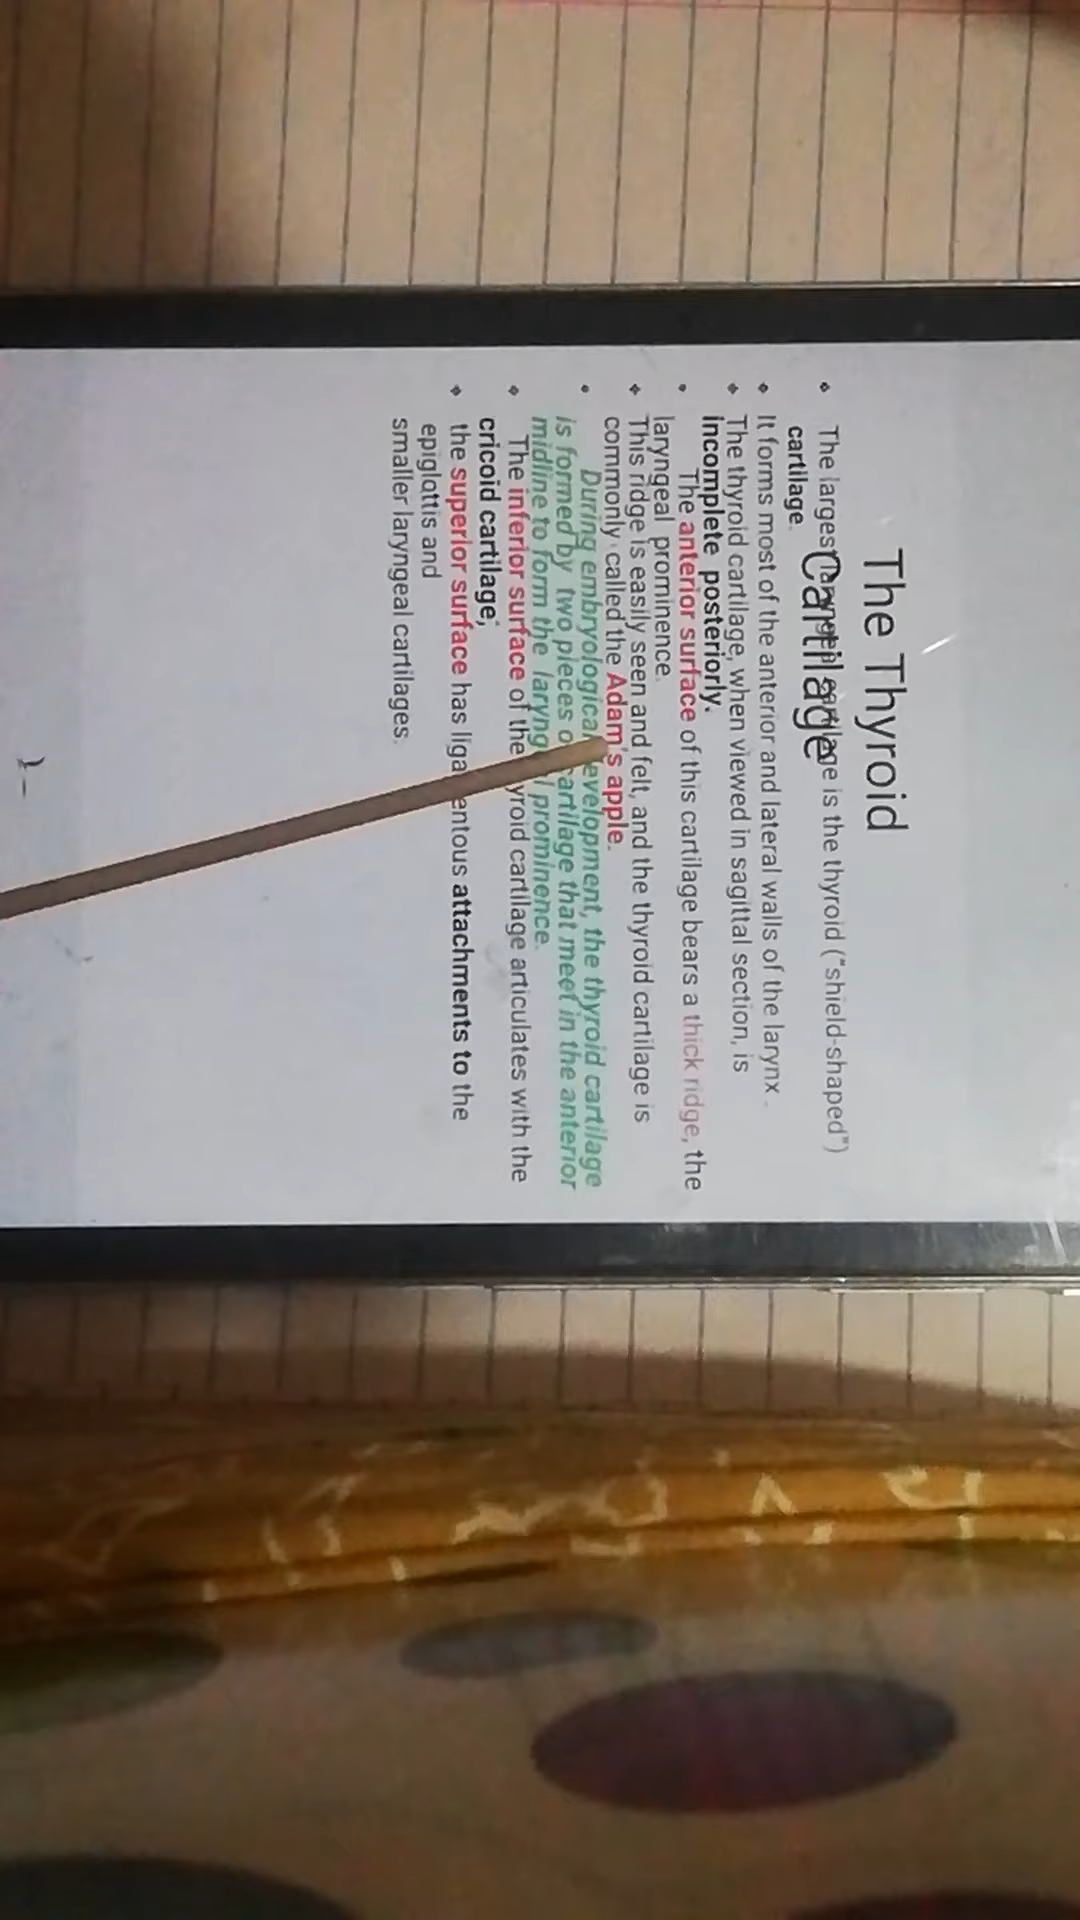 The Thyroid
Cartilage
The largest laryngeal cartilage is the thyroid ("shield-shaped")
cartilage.
It forms most of the anterior and lateral walls of the larynx .
The thyroid cartilage, when viewed in sagittal section, is
incomplete posteriorly.
The anterior surface of this cartilage bears a thick ridge, the
laryngeal prominence.
This ridge is easily seen and felt, and the thyroid cartilage is
commonly called the Adam's apple.
During embryological development, the thyroid cartilage
is formed by two pieces of cartilage that meet in the anterior
midline to form the laryngeal prominence.
The inferior surface of the thyroid cartilage articulates with the
cricoid cartilage;
the superior surface has ligamentous attachments to the
epiglottis and
smaller laryngeal cartilages.